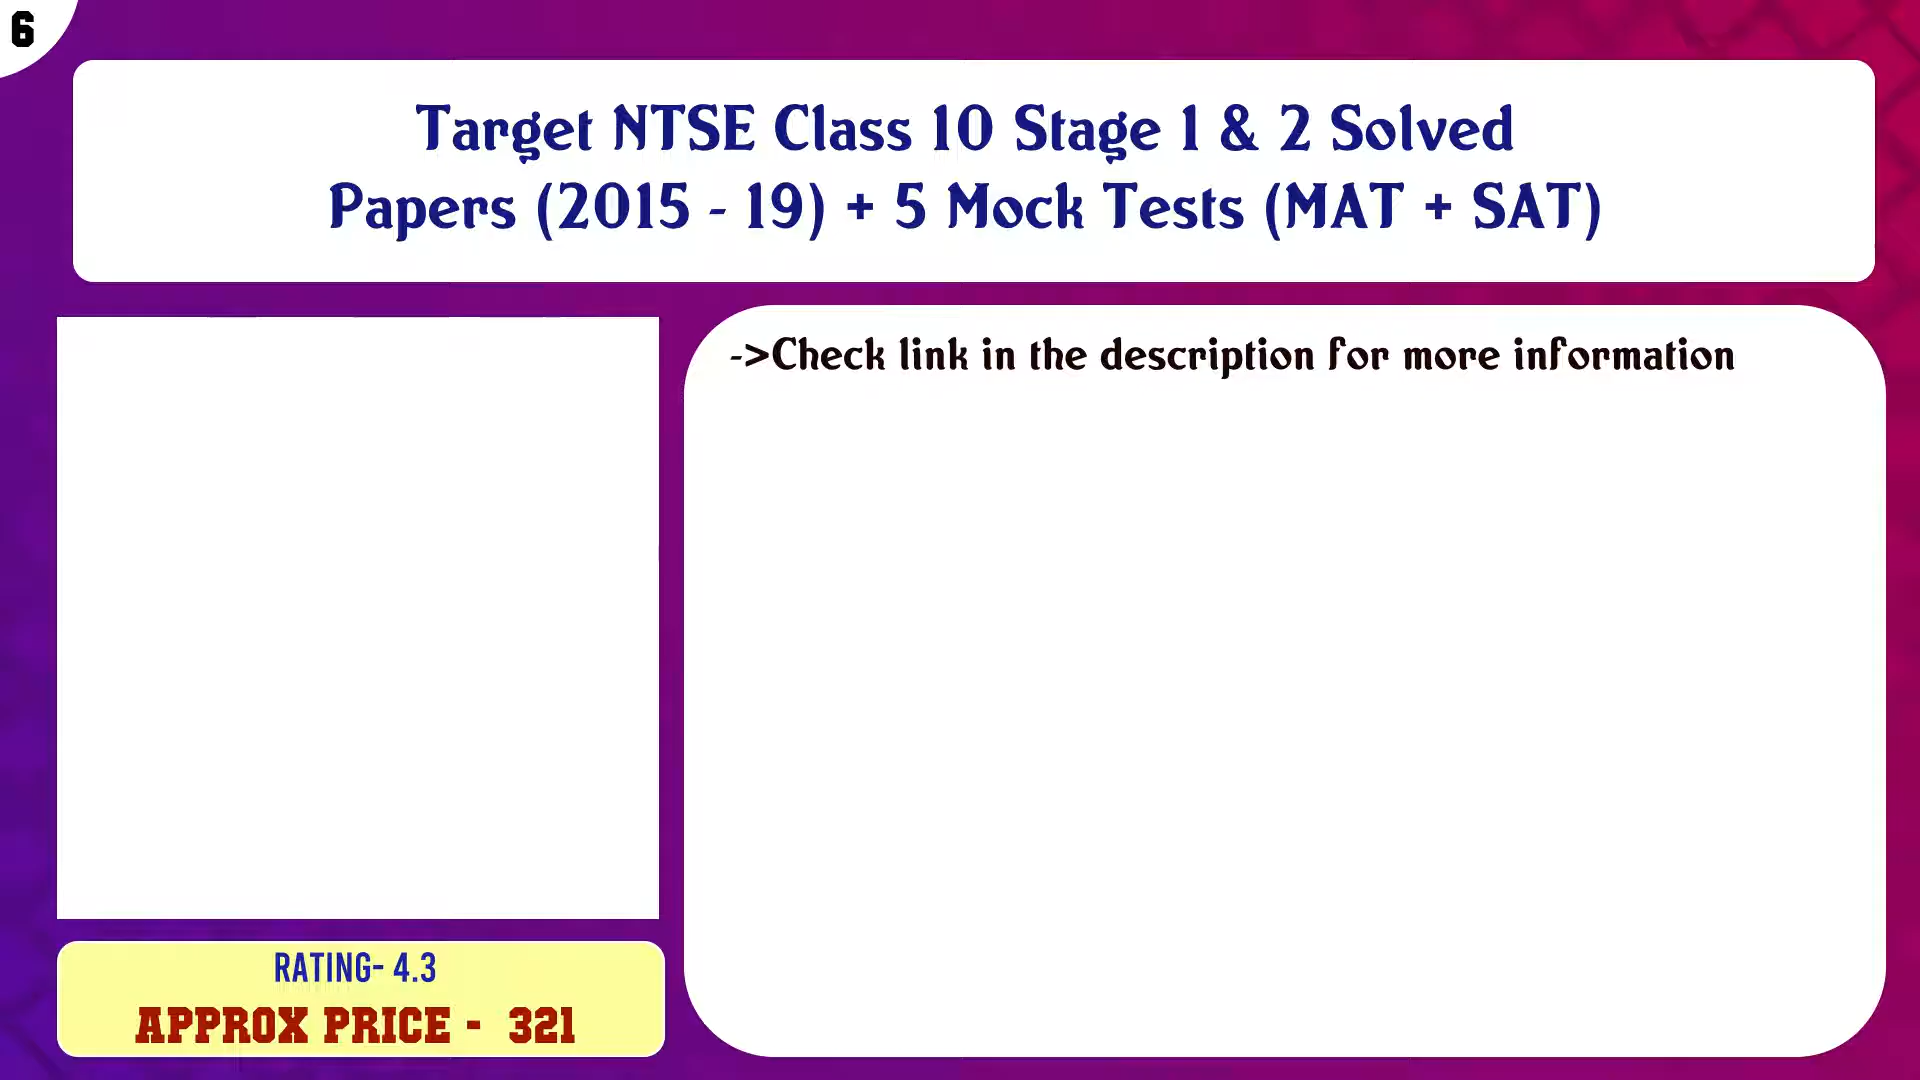 6
Target NTSE Class 10 Stage 1 & 2 Solved
Papers (2015 - 19) + 5 Mock Tests (MAT + SAT)
->Check link in the description for more information
RATING- 4.3
APPROX PRICE - 321